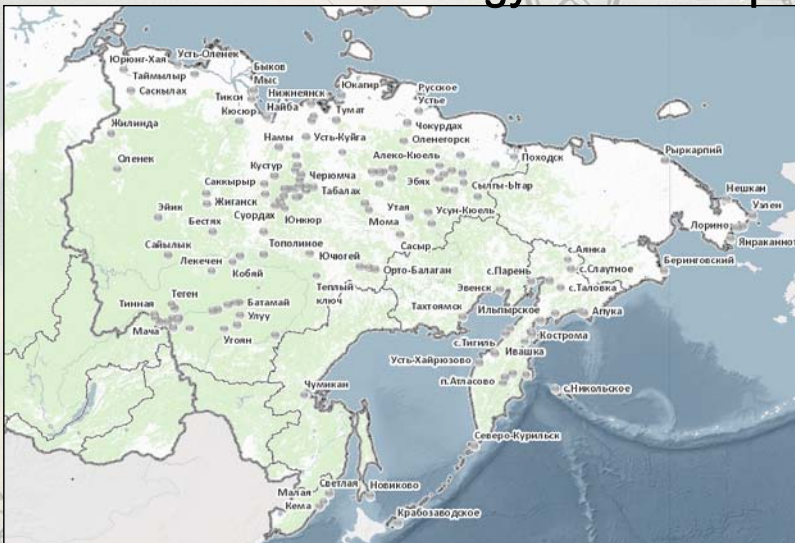 Юрюнг-Хая
Усть-Оленек
Таймылыр
Быков
Мыс
Юкагир
Русское
Устье
Саскылах
Тикси
Нижнеянск
Найба
Тумат
Кюсюр
Жилинда
Чокурдах
Намы
Усть-Куйга
Оленегорск
Оленек
Алеко-Кюель
Походск
Рыркарпий
Кустур
Черюмча
Саккырыр
Табалах
Эбях
Сылгы-Ытар
Нешкан
Жиганск
Уэлен
Эйик
Суордах
Юнкюр
Утая
Усун-Кюель
Лорино
Бестях
Мома
Янракыннот
Сайылык
Тополиное
Сасыр
с.Аянка
Беринговский
Лекечен
Ючюгей
Орто-Балаган
с.Парень
с.Слаутное
Кобяй
Теплый
ключ
Эвенск
с.Таловка
Теген
Тинная
Батамай
Тахтоямск
Ильпырское
Апука
Улуу
Мача
Угоян
с.Тигиль
Кострома
Усть-Хайрюзово
Ивашка
Чумикан
п.Атласово
с.Никольское
Северо-Курильск
Светлая
Новиково
Малая
Кема
Крабозаводское